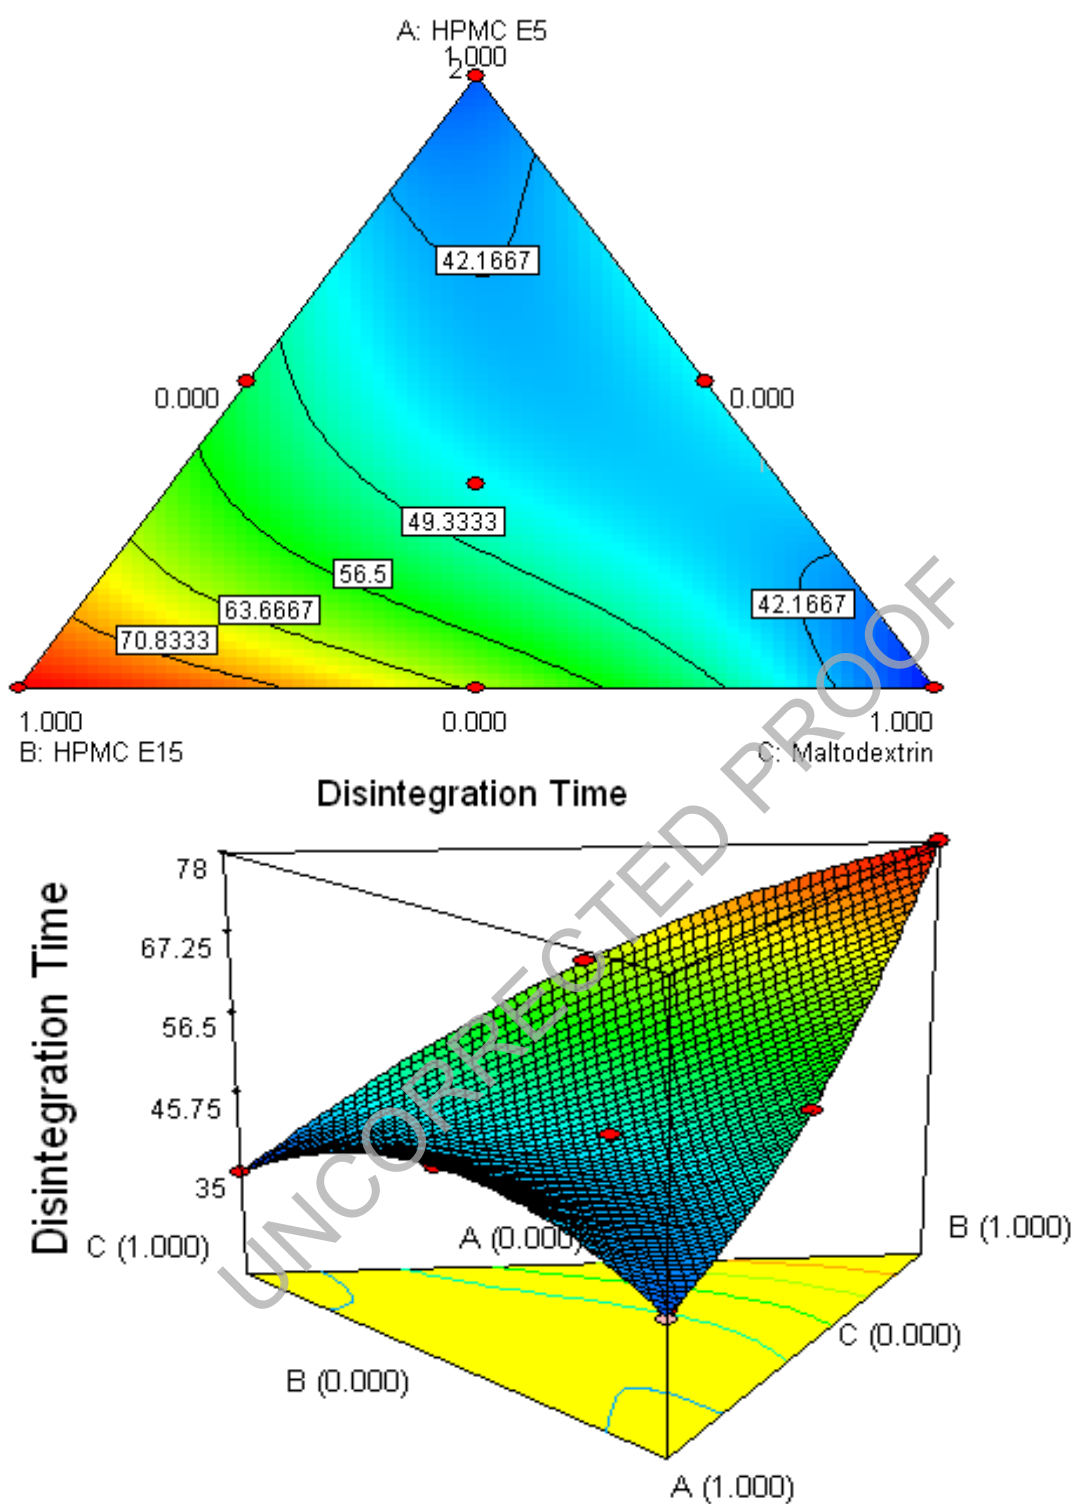 A: HPMC E5
1.000
2
42.1667
0.000
0.000
49.3333
56.5
42.1667
63.6667
70.8333
1.000
0.000
1.000
B: HPMC E15
C: Maltodextrin
Disintegration Time
Disintegration Time
78
67.25
56.5
45.75
35
C (1.000)
A (0.000)
B (1.000)
C (0.000)
B (0.000)
A (1.000)
UNCORRECTED PROOF